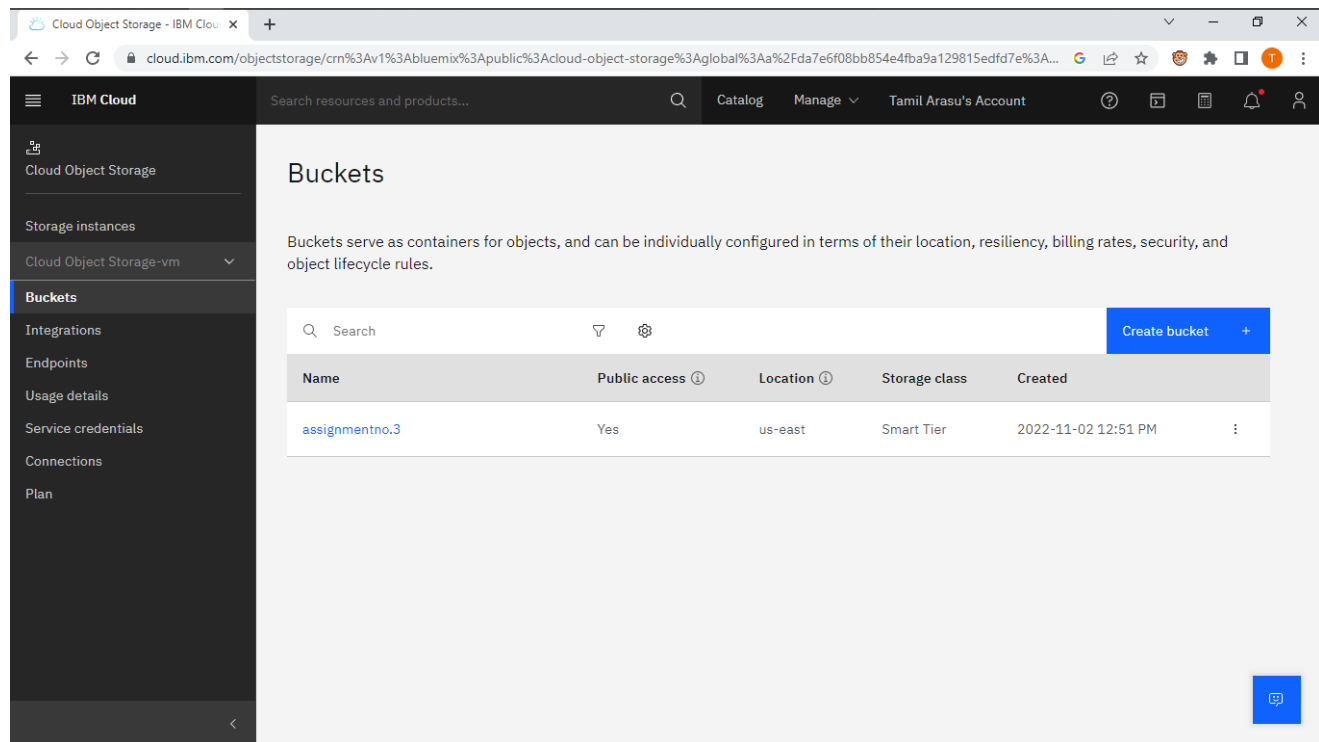 Cloud Object Storage - IBM Clou
cloud.ibm.com/objectstorage/crn%3Av1%3Abluemix%3Apublic%3Acloud-object-storage%3Aglobal%3Aa%2Fda7e6f08bb854e4fba9a129815edfd7e%3A...
T
IBM Cloud
Search resources and products...
Catalog
Manage
Tamil Arasu's Account
Cloud Object Storage
Storage instances
Cloud Object Storage-vm
Buckets
Integrations
Endpoints
Usage details
Service credentials
Connections
Plan
Buckets
Buckets serve as containers for objects, and can be individually configured in terms of their location, resiliency, billing rates, security, and
object lifecycle rules.
Search
Create bucket +
Name Public access Location Storage class Created
assignmentno.3 Yes us-east Smart Tier 2022-11-02 12:51 PM